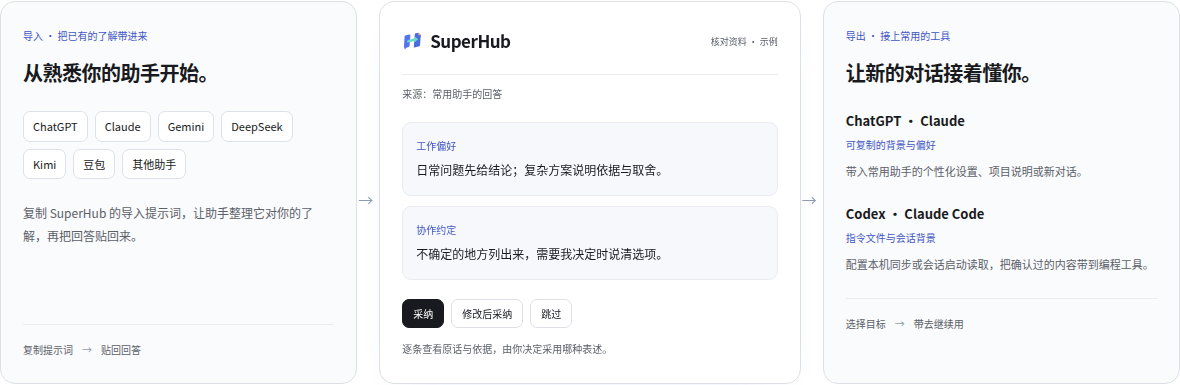 导入 · 把已有的了解带进来
从熟悉你的助手开始。
ChatGPT Claude Gemini DeepSeek
Kimi 豆包 其他助手
复制 SuperHub 的导入提示词，让助手整理它对你的了
解，再把回答贴回来。
复制提示词 → 贴回回答
→
SuperHub
核对资料 · 示例
来源：常用助手的回答
工作偏好
日常问题先给结论；复杂方案说明依据与取舍。
协作约定
不确定的地方列出来，需要我决定时说清选项。
采纳 修改后采纳 跳过
逐条查看原话与依据，由你决定采用哪种表述。
→
导出 · 接上常用的工具
让新的对话接着懂你。
ChatGPT · Claude
可复制的背景与偏好
带入常用助手的个性化设置、项目说明或新对话。
Codex · Claude Code
指令文件与会话背景
配置本机同步或会话启动读取，把确认过的内容带到编程工具。
选择目标 → 带去继续用